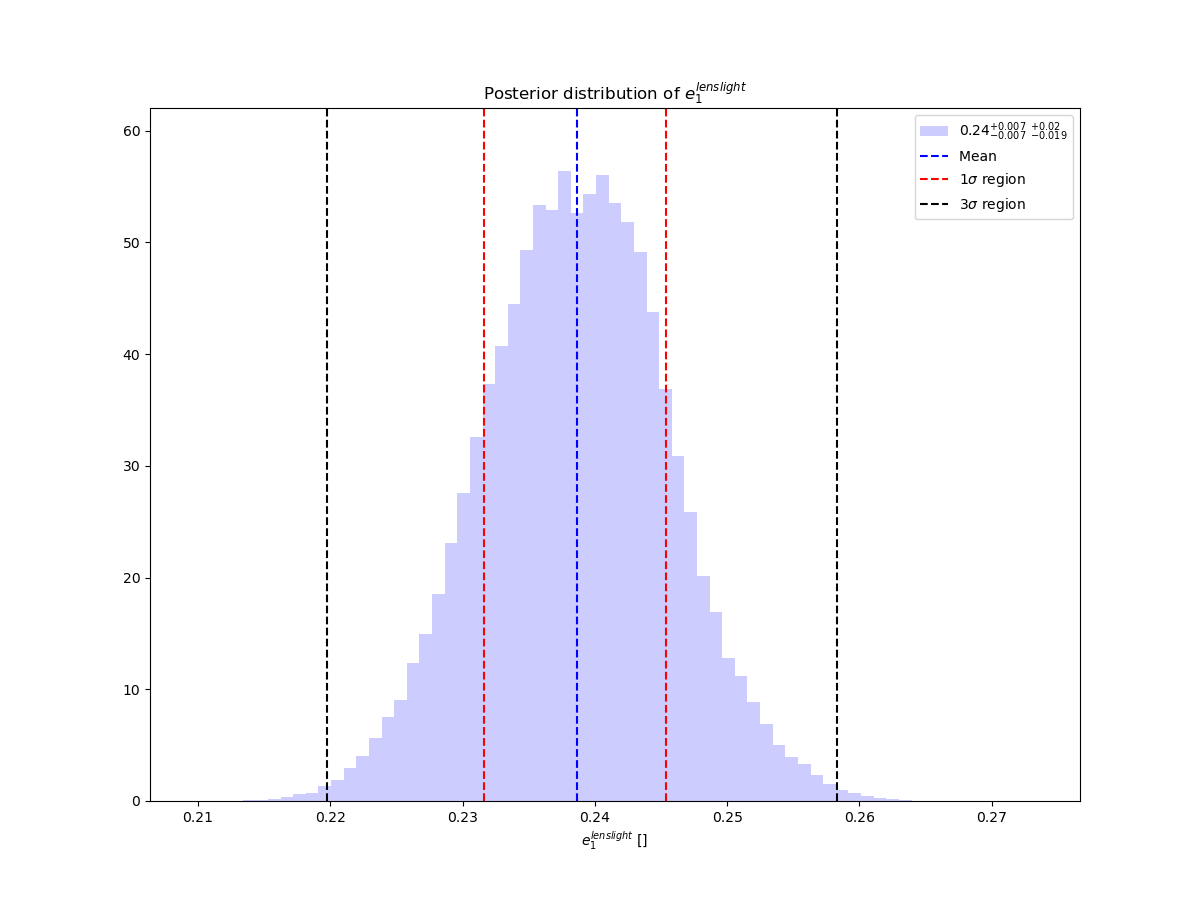 Posterior distribution of $e_1^{lenslight}$
60
50
40
30
20
10
0
0.24$^{+0.007}_{-0.007}$ $^{+0.02}_{-0.019}$
Mean
1σ region
3σ region
0.21 0.22 0.23 0.24 0.25 0.26 0.27
$e_1^{lenslight}$ []